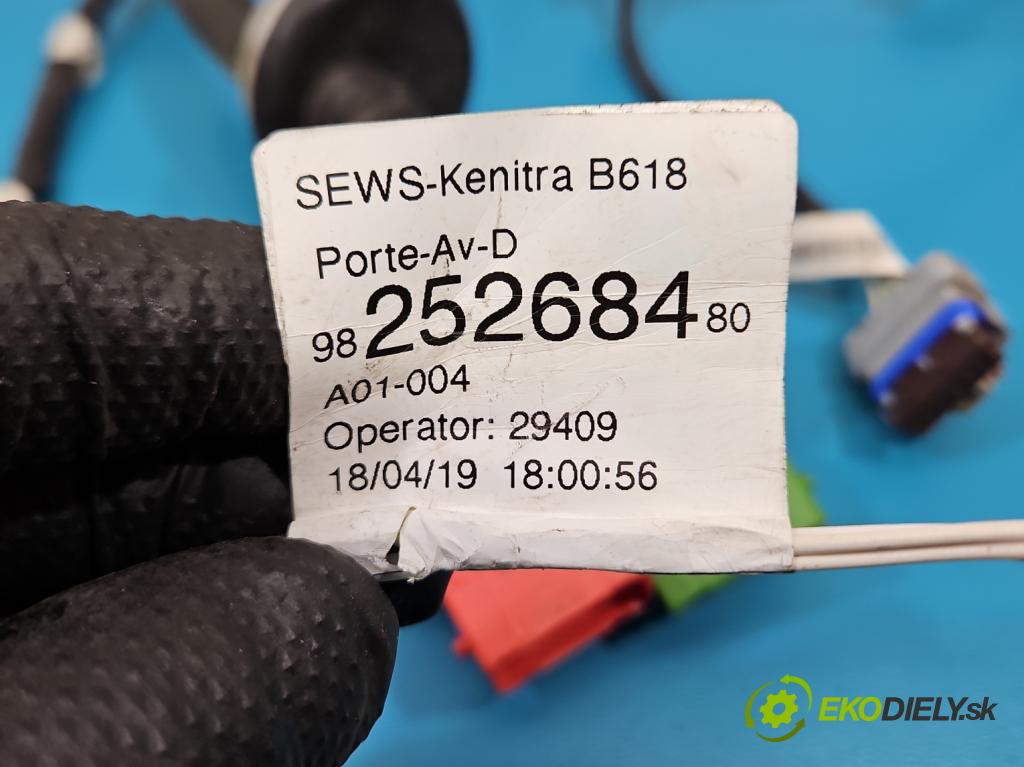 SEWS-Kenitra B618
Porte-Av-D
98 252684 80
A01-004
Operator: 29409
18/04/19 18:00:56
EKODIELY.sk